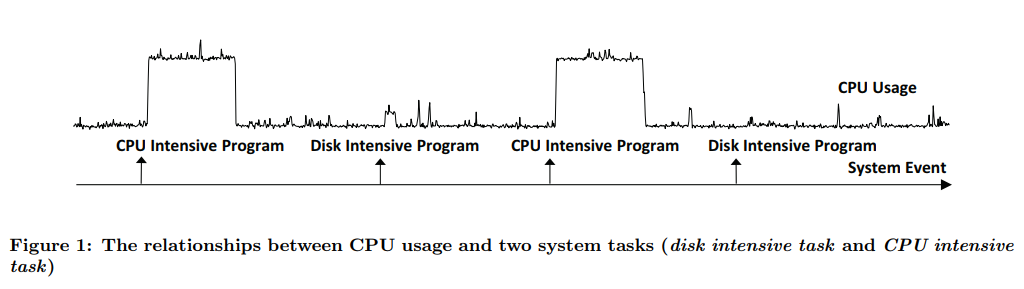 CPU Usage
CPU Intensive Program Disk Intensive Program CPU Intensive Program Disk Intensive Program
System Event
Figure 1: The relationships between CPU usage and two system tasks (disk intensive task and CPU intensive
task)